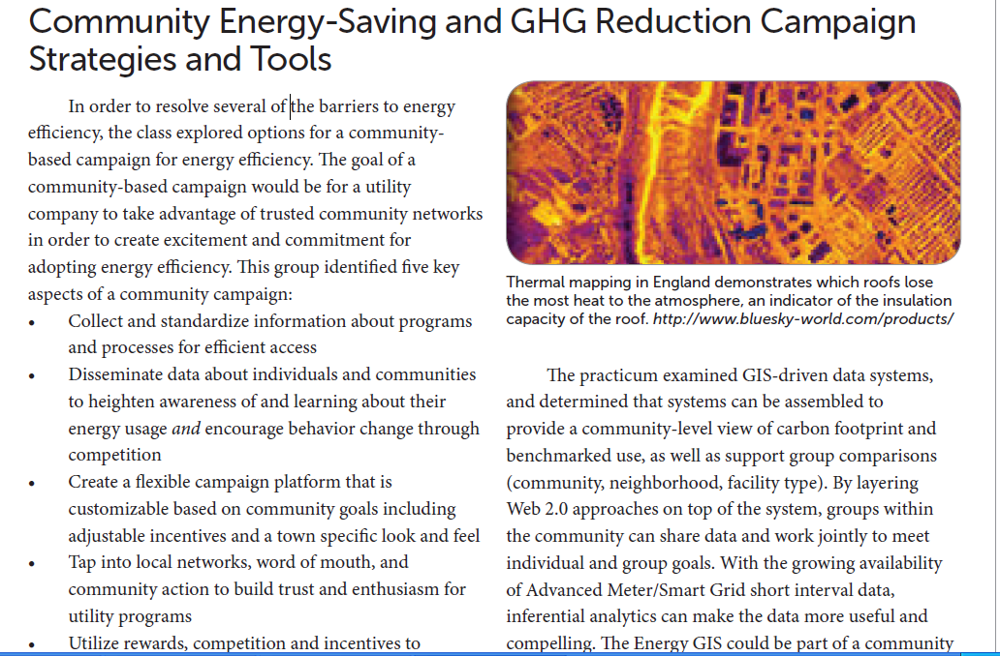 Community Energy-Saving and GHG Reduction Campaign
Strategies and Tools
In order to resolve several of the barriers to energy
efficiency, the class explored options for a community-
based campaign for energy efficiency. The goal of a
community-based campaign would be for a utility
company to take advantage of trusted community networks
in order to create excitement and commitment for
adopting energy efficiency. This group identified five key
aspects of a community campaign:
• Collect and standardize information about programs
and processes for efficient access
• Disseminate data about individuals and communities
to heighten awareness of and learning about their
energy usage and encourage behavior change through
competition
• Create a flexible campaign platform that is
customizable based on community goals including
adjustable incentives and a town specific look and feel
• Tap into local networks, word of mouth, and
community action to build trust and enthusiasm for
utility programs
• Utilize rewards, competition and incentives to
Thermal mapping in England demonstrates which roofs lose
the most heat to the atmosphere, an indicator of the insulation
capacity of the roof. http://www.bluesky-world.com/products/
The practicum examined GIS-driven data systems,
and determined that systems can be assembled to
provide a community-level view of carbon footprint and
benchmarked use, as well as support group comparisons
(community, neighborhood, facility type). By layering
Web 2.0 approaches on top of the system, groups within
the community can share data and work jointly to meet
individual and group goals. With the growing availability
of Advanced Meter/Smart Grid short interval data,
inferential analytics can make the data more useful and
compelling. The Energy GIS could be part of a community